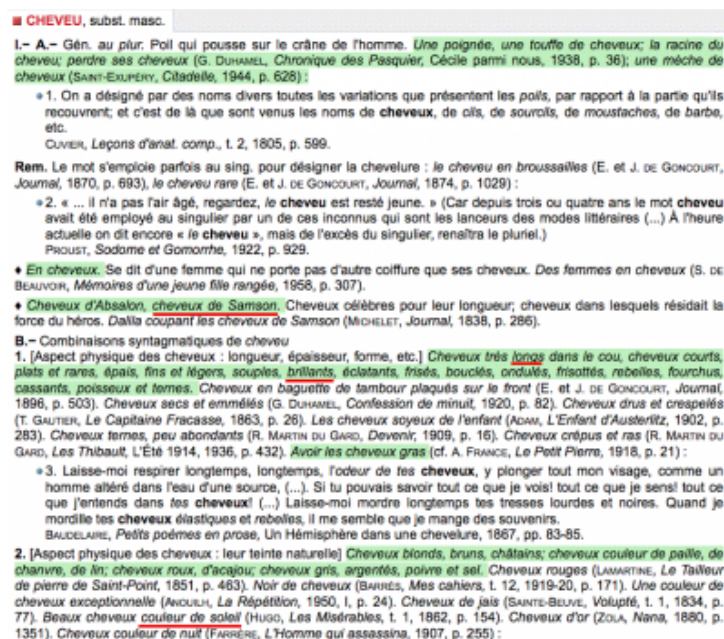 CHEVEU, subst. masc.
I.– A.– Gén. au plur. Poil qui pousse sur le crâne de l'homme. Une poignée, une touffe de cheveux; la racine du
cheveu; perdre ses cheveux (G. DUHAMEL, Chronique des Pasquier, Cécile parmi nous, 1938, p. 36); une mèche de
cheveux (SAINT-EXUPÉRY, Citadelle, 1944, p. 628) :
1. On a désigné par des noms divers toutes les variations que présentent les poils, par rapport à la partie qu'ils
recouvrent; et c'est de là que sont venus les noms de cheveux, de cils, de sourcils, de moustaches, de barbe,
etc.
CUVIER, Leçons d'anat. comp., t. 2, 1805, p. 599.
Rem. Le mot s'emploie parfois au sing. pour désigner la chevelure : le cheveu en broussailles (E. et J. DE GONCOURT,
Journal, 1870, p. 693), le cheveu rare (E. et J. DE GONCOURT, Journal, 1874, p. 1029) :
2. « ... il n'a pas l'air âgé, regardez, le cheveu est resté jeune. » (Car depuis trois ou quatre ans le mot cheveu
avait été employé au singulier par un de ces inconnus qui sont les lanceurs des modes littéraires (...) À l'heure
actuelle on dit encore « le cheveu », mais de l'excès du singulier, renaîtra le pluriel.)
PROUST, Sodome et Gomorrhe, 1922, p. 929.
♦ En cheveux. Se dit d'une femme qui ne porte pas d'autre coiffure que ses cheveux. Des femmes en cheveux (S. DE
BEAUVOIR, Mémoires d'une jeune fille rangée, 1958, p. 307).
♦ Cheveux d'Absalon, cheveux de Samson. Cheveux célèbres pour leur longueur; cheveux dans lesquels résidait la
force du héros. Dalila coupant les cheveux de Samson (MICHELET, Journal, 1838, p. 286).
B.– Combinaisons syntagmatiques de cheveu
1. [Aspect physique des cheveux : longueur, épaisseur, forme, etc.] Cheveux très longs dans le cou, cheveux courts,
plats et rares, épais, fins et légers, souples, brillants, éclatants, frisés, bouclés, ondulés, frisottés, rebelles, fourchus,
cassants, poisseux et ternes. Cheveux en baguette de tambour plaqués sur le front (E. et J. DE GONCOURT, Journal,
1896, p. 503). Cheveux secs et emmêlés (G. DUHAMEL, Confession de minuit, 1920, p. 82). Cheveux drus et crespelés
(T. GAUTIER, Le Capitaine Fracasse, 1863, p. 26). Les cheveux soyeux de l'enfant (ADAM, L'Enfant d'Austerlitz, 1902, p.
283). Cheveux ternes, peu abondants (R. MARTIN DU GARD, Devenir, 1909, p. 16). Cheveux crépus et ras (R. MARTIN DU
GARD, Les Thibault, L'Été 1914, 1936, p. 432). Avoir les cheveux gras (cf. A. FRANCE, Le Petit Pierre, 1918, p. 21) :
3. Laisse-moi respirer longtemps, longtemps, l'odeur de tes cheveux, y plonger tout mon visage, comme un
homme altéré dans l'eau d'une source, (...). Si tu pouvais savoir tout ce que je vois! tout ce que je sens! tout ce
que j'entends dans tes cheveux! (...) Laisse-moi mordre longtemps tes tresses lourdes et noires. Quand je
mordille tes cheveux élastiques et rebelles, il me semble que je mange des souvenirs.
BAUDELAIRE, Petits poèmes en prose, Un Hémisphère dans une chevelure, 1867, pp. 83-85.
2. [Aspect physique des cheveux : leur teinte naturelle] Cheveux blonds, bruns, châtains; cheveux couleur de paille, de
chanvre, de lin; cheveux roux, d'acajou; cheveux gris, argentés, poivre et sel. Cheveux rouges (LAMARTINE, Le Tailleur
de pierre de Saint-Point, 1851, p. 463). Noir de cheveux (BARRÈS, Mes cahiers, t. 12, 1919-20, p. 171). Une couleur de
cheveux exceptionnelle (ANOUILH, La Répétition, 1950, I, p. 24). Cheveux de jais (SAINTE-BEUVE, Volupté, t. 1, 1834, p.
77). Beaux cheveux couleur de soleil (HUGO, Les Misérables, t. 1, 1862, p. 154). Cheveux d'or (ZOLA, Nana, 1880, p.
1351). Cheveux couleur de nuit (FARRÈRE, L'Homme qui assassina, 1907, p. 255) :